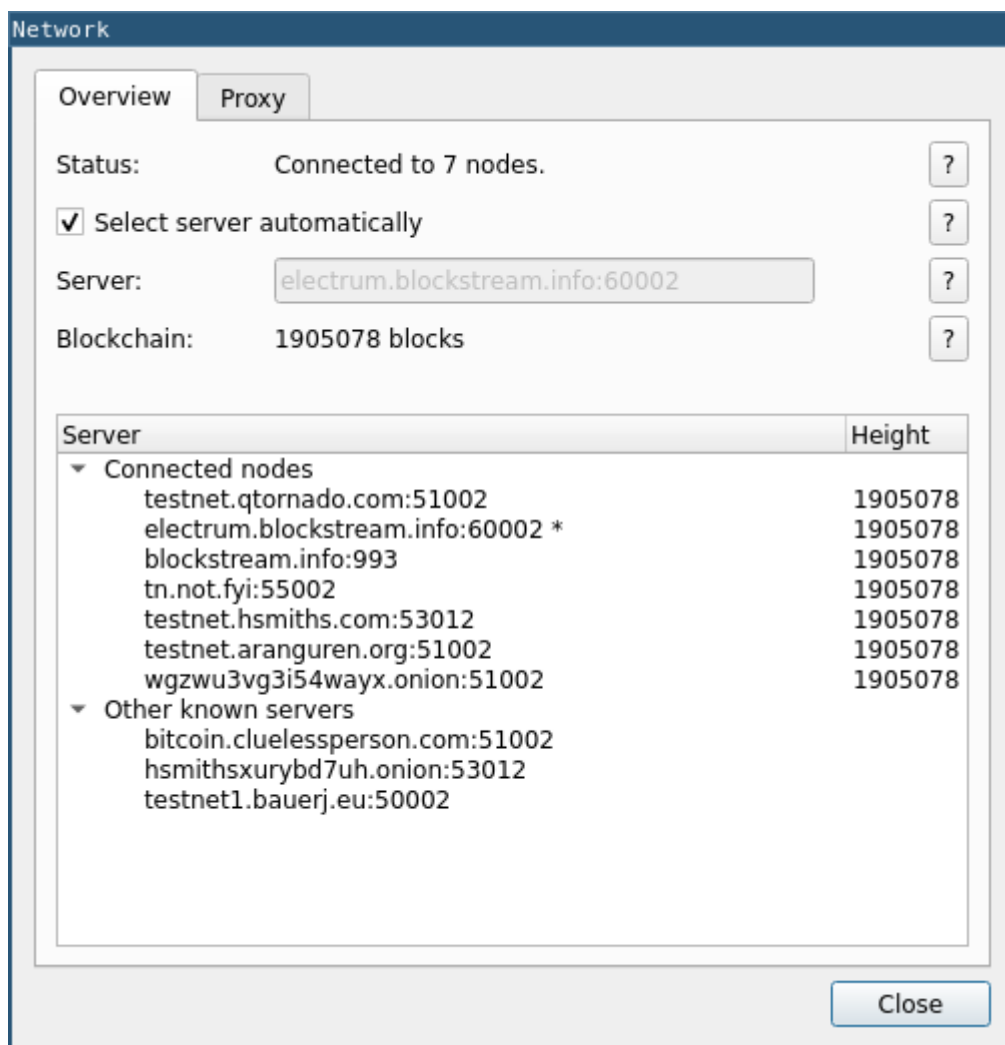 Network
Overview Proxy
Status: Connected to 7 nodes. ?
Select server automatically ?
Server: electrum.blockstream.info:60002 ?
Blockchain: 1905078 blocks ?
Server Height
Connected nodes
testnet.qtornado.com:51002 1905078
electrum.blockstream.info:60002 * 1905078
blockstream.info:993 1905078
tn.not.fyi:55002 1905078
testnet.hsmiths.com:53012 1905078
testnet.aranguren.org:51002 1905078
wgzwu3vg3i54wayx.onion:51002 1905078
Other known servers
bitcoin.cluelessperson.com:51002
hsmithsxurybd7uh.onion:53012
testnet1.bauerj.eu:50002
Close